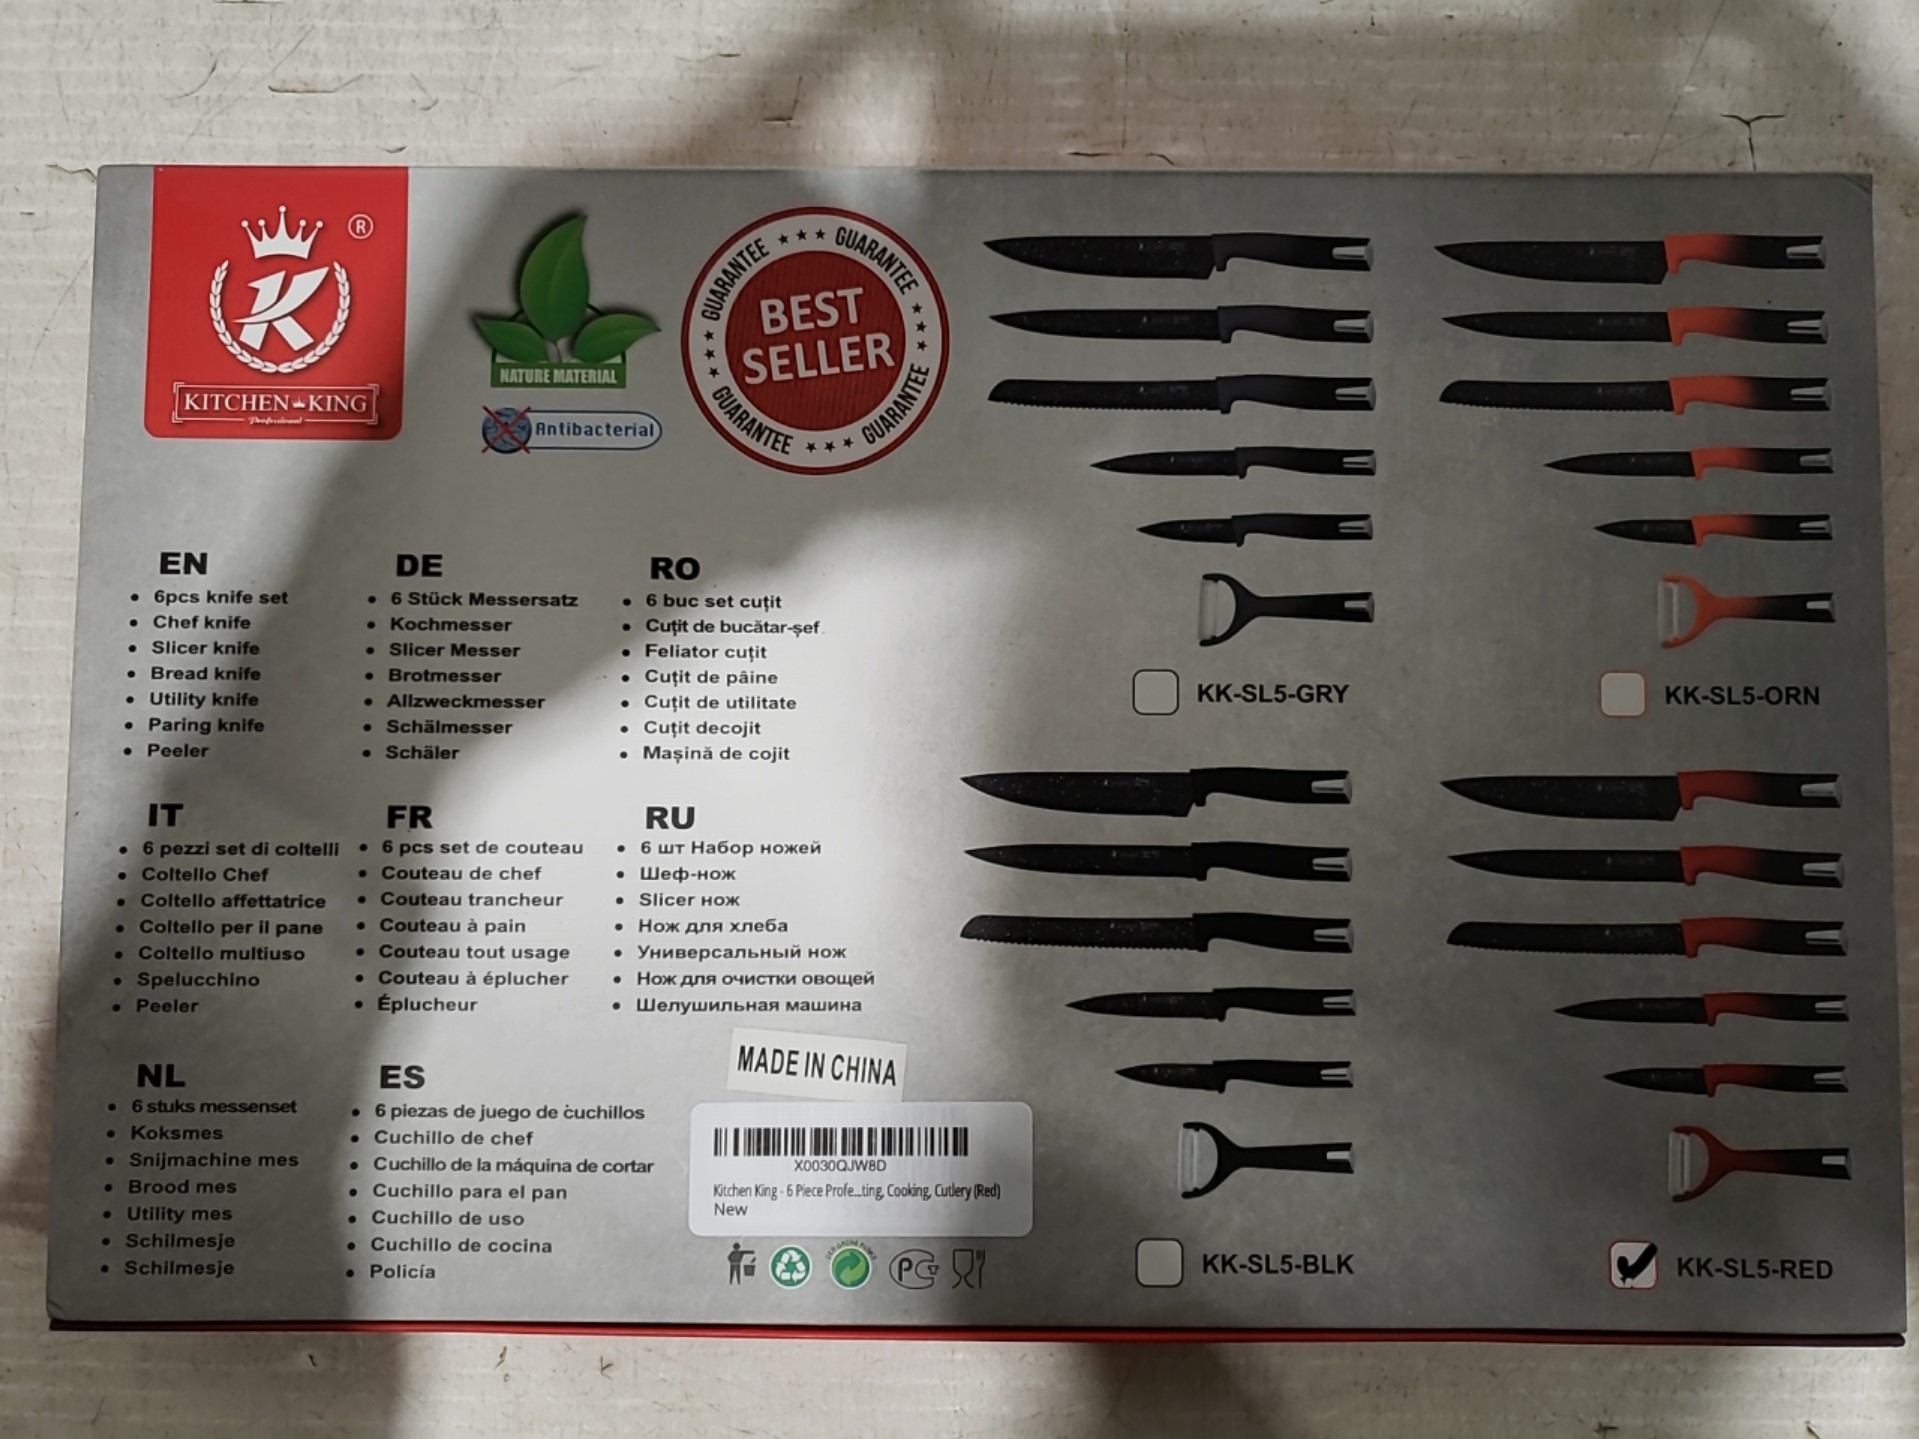 ®
KITCHEN KING
Professional
NATURE MATERIAL
Antibacterial
GUARANTEE ★★★ GUARANTEE ★★★ GUARANTEE ★★★ GUARANTEE ★★★
BEST
SELLER
EN
• 6pcs knife set
• Chef knife
• Slicer knife
• Bread knife
• Utility knife
• Paring knife
• Peeler
DE
• 6 Stück Messersatz
• Kochmesser
• Slicer Messer
• Brotmesser
• Allzweckmesser
• Schälmesser
• Schäler
RO
• 6 buc set cuțit
• Cuțit de bucătar-șef
• Feliator cuțit
• Cuțit de pâine
• Cuțit de utilitate
• Cuțit decojit
• Mașină de cojit
IT
• 6 pezzi set di coltelli
• Coltello Chef
• Coltello affettatrice
• Coltello per il pane
• Coltello multiuso
• Spelucchino
• Peeler
FR
• 6 pcs set de couteau
• Couteau de chef
• Couteau trancheur
• Couteau à pain
• Couteau tout usage
• Couteau à éplucher
• Éplucheur
RU
• 6 шт Набор ножей
• Шеф-нож
• Slicer нож
• Нож для хлеба
• Универсальный нож
• Нож для очистки овощей
• Шелушильная машина
NL
• 6 stuks messenset
• Koksmes
• Snijmachine mes
• Brood mes
• Utility mes
• Schilmesje
• Schilmesje
ES
• 6 piezas de juego de cuchillos
• Cuchillo de chef
• Cuchillo de la máquina de cortar
• Cuchillo para el pan
• Cuchillo de uso
• Cuchillo de cocina
• Policía
MADE IN CHINA
X0030QJW8D
Kitchen King - 6 Piece Profe...ting, Cooking, Cutlery (Red)
New
DER GRÜNE PUNKT
KK-SL5-GRY
KK-SL5-ORN
KK-SL5-BLK
KK-SL5-RED